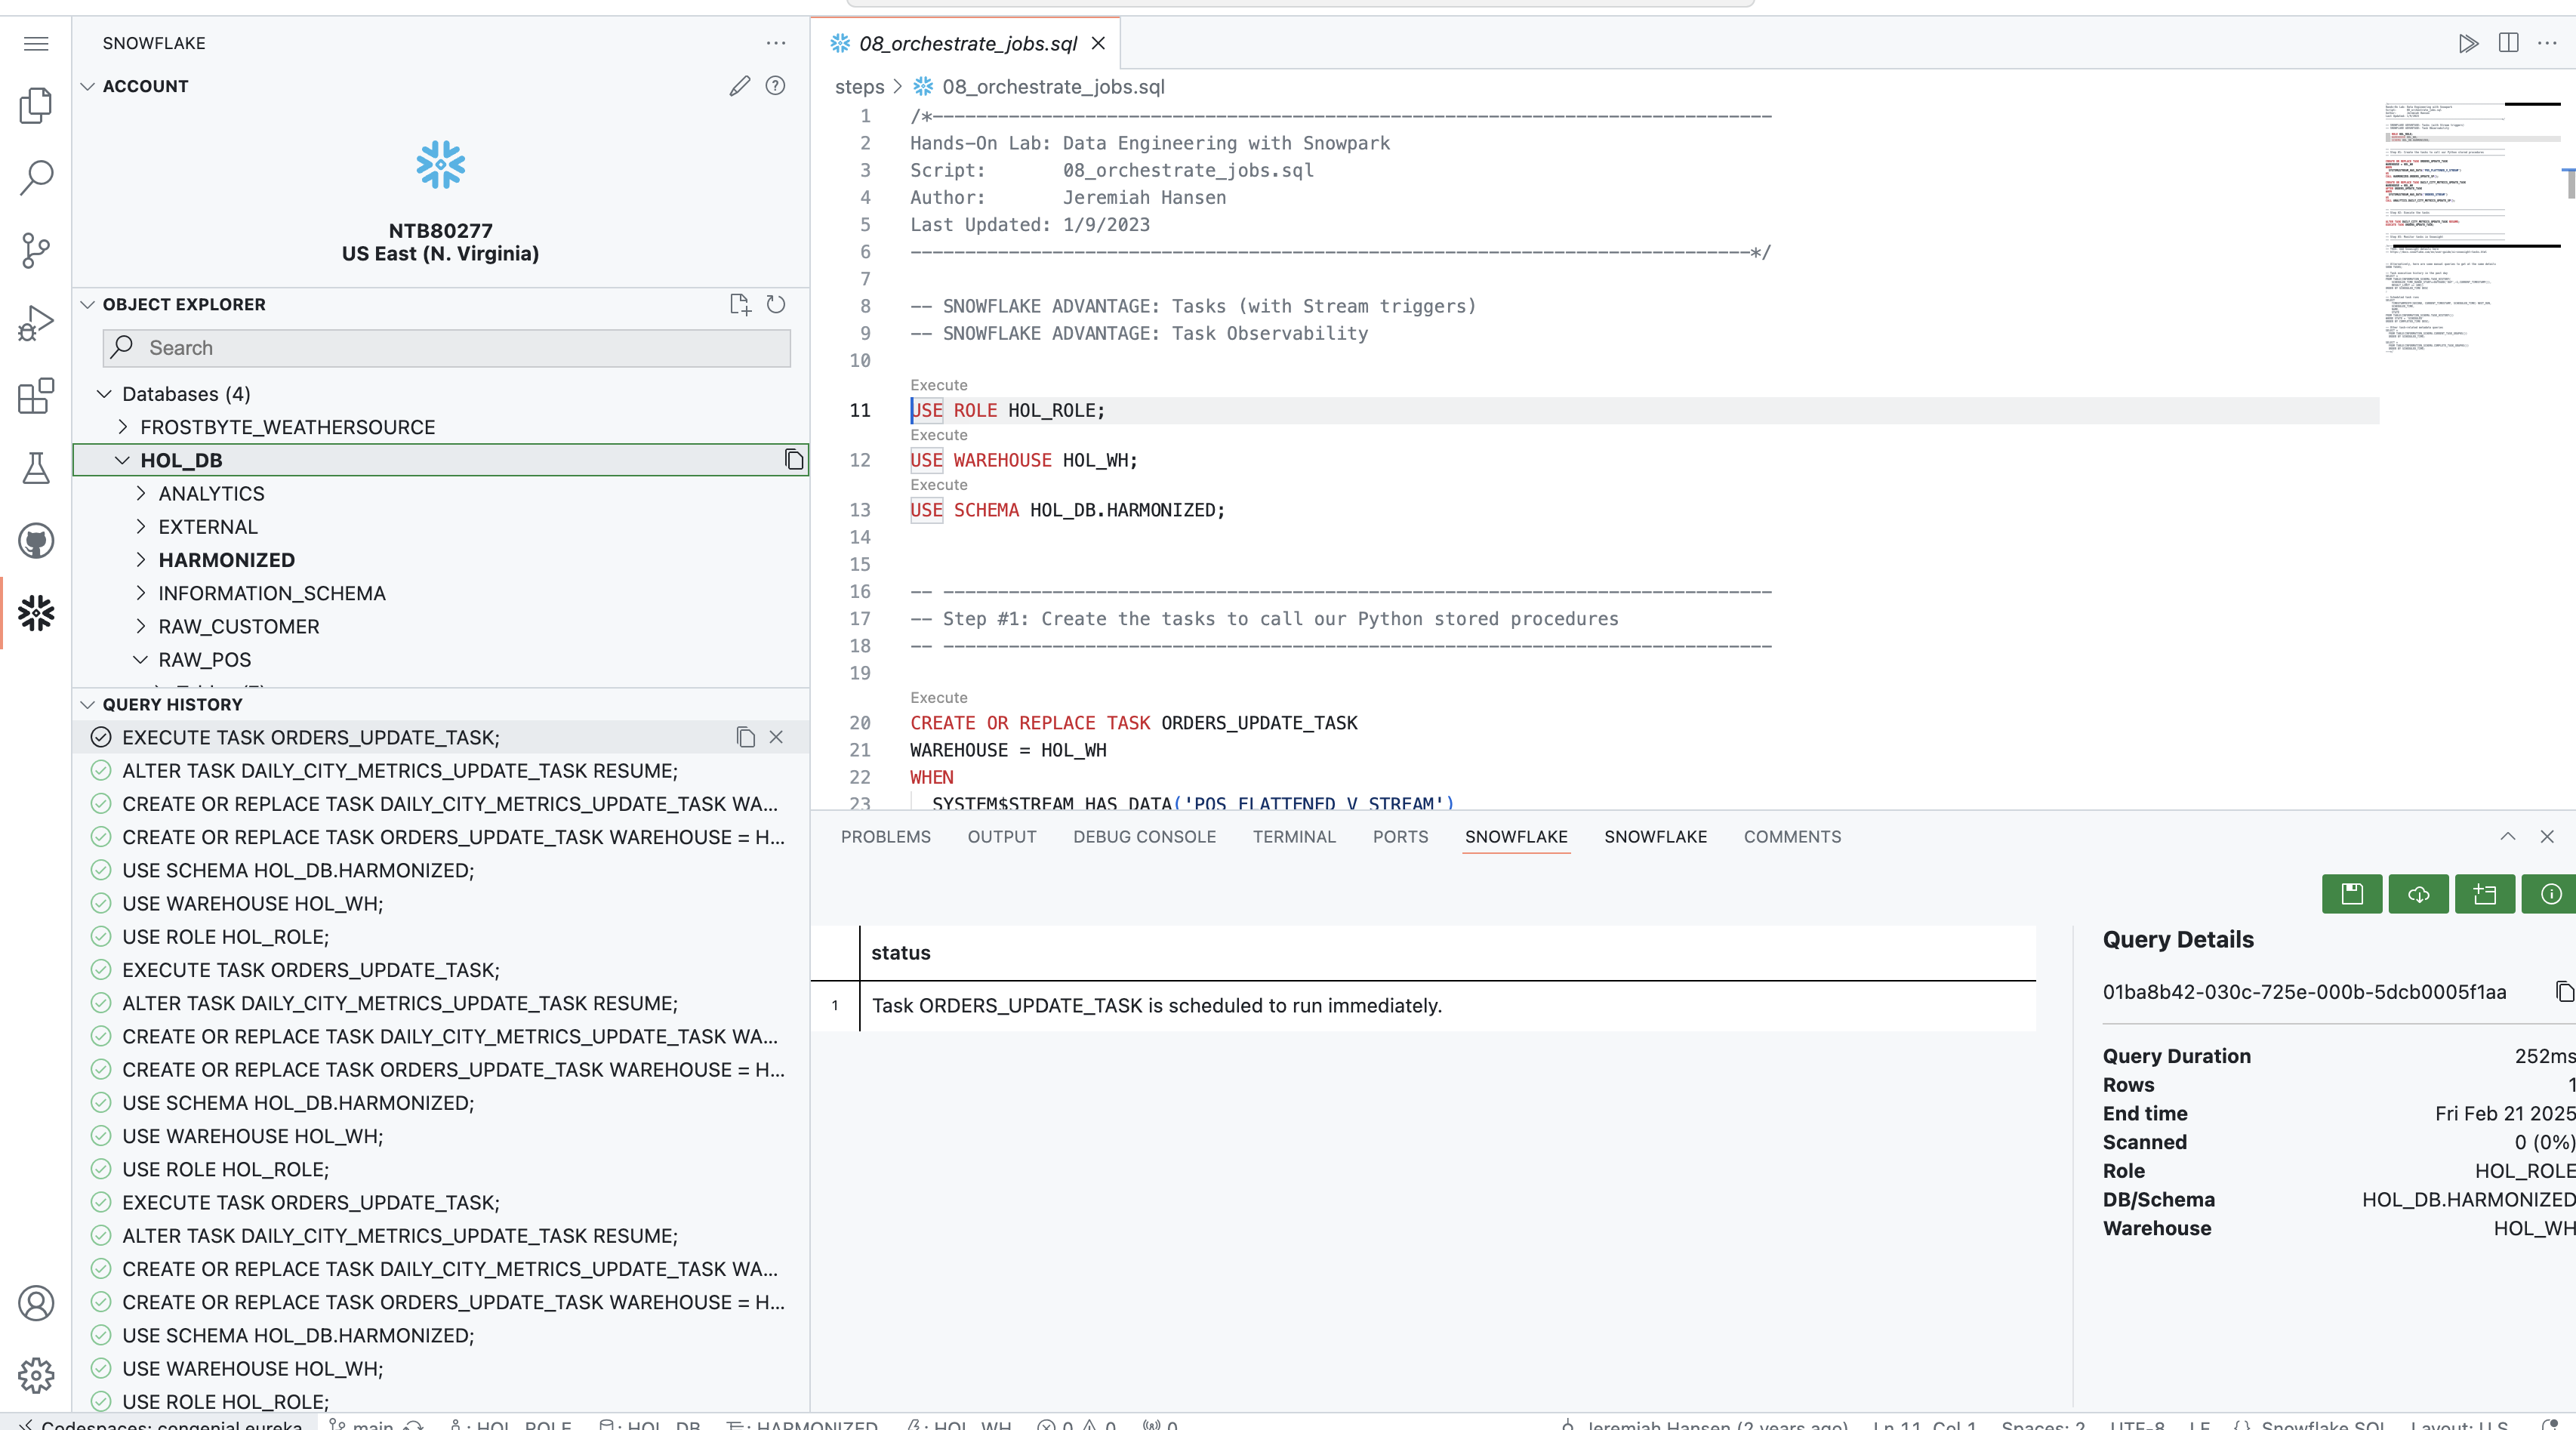 SNOWFLAKE
ACCOUNT
NTB80277
US East (N. Virginia)
OBJECT EXPLORER
Search
Databases (4)
FROSTBYTE_WEATHERSOURCE
HOL_DB
ANALYTICS
EXTERNAL
HARMONIZED
INFORMATION_SCHEMA
RAW_CUSTOMER
RAW_POS
QUERY HISTORY
EXECUTE TASK ORDERS_UPDATE_TASK;
ALTER TASK DAILY_CITY_METRICS_UPDATE_TASK RESUME;
CREATE OR REPLACE TASK DAILY_CITY_METRICS_UPDATE_TASK WA...
CREATE OR REPLACE TASK ORDERS_UPDATE_TASK WAREHOUSE = H...
USE SCHEMA HOL_DB.HARMONIZED;
USE WAREHOUSE HOL_WH;
USE ROLE HOL_ROLE;
EXECUTE TASK ORDERS_UPDATE_TASK;
ALTER TASK DAILY_CITY_METRICS_UPDATE_TASK RESUME;
CREATE OR REPLACE TASK DAILY_CITY_METRICS_UPDATE_TASK WA...
CREATE OR REPLACE TASK ORDERS_UPDATE_TASK WAREHOUSE = H...
USE SCHEMA HOL_DB.HARMONIZED;
USE WAREHOUSE HOL_WH;
USE ROLE HOL_ROLE;
EXECUTE TASK ORDERS_UPDATE_TASK;
ALTER TASK DAILY_CITY_METRICS_UPDATE_TASK RESUME;
CREATE OR REPLACE TASK DAILY_CITY_METRICS_UPDATE_TASK WA...
CREATE OR REPLACE TASK ORDERS_UPDATE_TASK WAREHOUSE = H...
USE SCHEMA HOL_DB.HARMONIZED;
USE WAREHOUSE HOL_WH;
USE ROLE HOL_ROLE;
08_orchestrate_jobs.sql
steps > 08_orchestrate_jobs.sql
1 /*-----------------------------------------------------------------------------
2 Hands-On Lab: Data Engineering with Snowpark
3 Script:       08_orchestrate_jobs.sql
4 Author:       Jeremiah Hansen
5 Last Updated: 1/9/2023
6 -----------------------------------------------------------------------------*/
7
8 -- SNOWFLAKE ADVANTAGE: Tasks (with Stream triggers)
9 -- SNOWFLAKE ADVANTAGE: Task Observability
10
Execute
11 USE ROLE HOL_ROLE;
Execute
12 USE WAREHOUSE HOL_WH;
Execute
13 USE SCHEMA HOL_DB.HARMONIZED;
14
15
16 -- ----------------------------------------------------------------------------
17 -- Step #1: Create the tasks to call our Python stored procedures
18 -- ----------------------------------------------------------------------------
19
Execute
20 CREATE OR REPLACE TASK ORDERS_UPDATE_TASK
21 WAREHOUSE = HOL_WH
22 WHEN
23 SYSTEM$STREAM_HAS_DATA('POS_FLATTENED_V_STREAM')
PROBLEMS OUTPUT DEBUG CONSOLE TERMINAL PORTS SNOWFLAKE SNOWFLAKE COMMENTS
status
1 Task ORDERS_UPDATE_TASK is scheduled to run immediately.
Query Details
01ba8b42-030c-725e-000b-5dcb0005f1aa
Query Duration 252ms
Rows 1
End time Fri Feb 21 2025
Scanned 0 (0%)
Role HOL_ROLE
DB/Schema HOL_DB.HARMONIZED
Warehouse HOL_WH
Codespaces: congenial eureka main : HOL_ROLE : HOL_DB : HARMONIZED : HOL_WH 0 0 0 Jeremiah Hansen (2 years ago) Ln 11, Col 1 Spaces: 2 UTF-8 LF {} Snowflake SQL Layout: U.S.